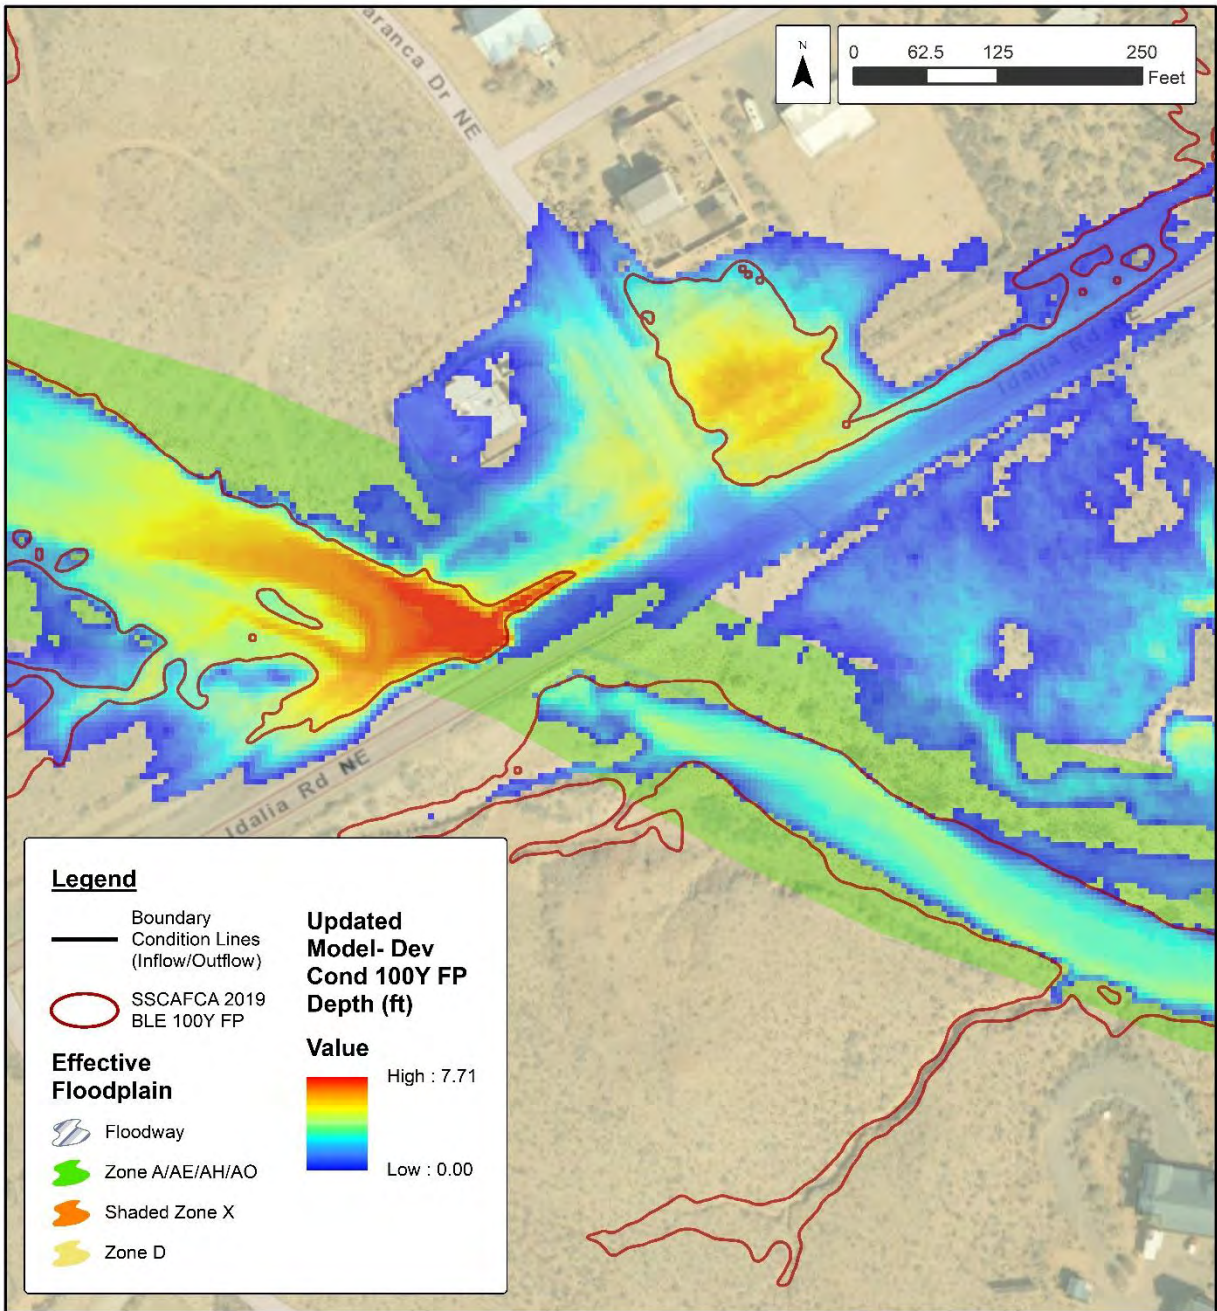 aranca Dr NE
N
0 62.5 125 250
Feet
Idalia Rd N
Idalia Rd NE
Legend
Boundary
Condition Lines
(Inflow/Outflow)
SSCAFCA 2019
BLE 100Y FP
Effective
Floodplain
Floodway
Zone A/AE/AH/AO
Shaded Zone X
Zone D
Updated
Model- Dev
Cond 100Y FP
Depth (ft)
Value
High : 7.71
Low : 0.00